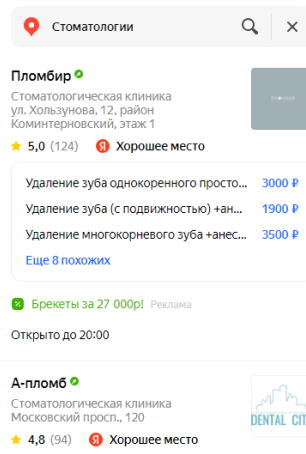 Стоматологии
Пломбир
Стоматологическая клиника
ул. Хользунова, 12, район
Коминтерновский, этаж 1
5,0 (124) Я Хорошее место
Удаление зуба однокоренного просто... 3000 ₽
Удаление зуба (с подвижностью) +ан... 1900 ₽
Удаление многокорневого зуба +анес... 3500 ₽
Еще 8 похожих
Брекеты за 27 000р! Реклама
Открыто до 20:00
А-пломб
Стоматологическая клиника
Московский просп., 120
DENTAL CIT
4,8 (94) Я Хорошее место